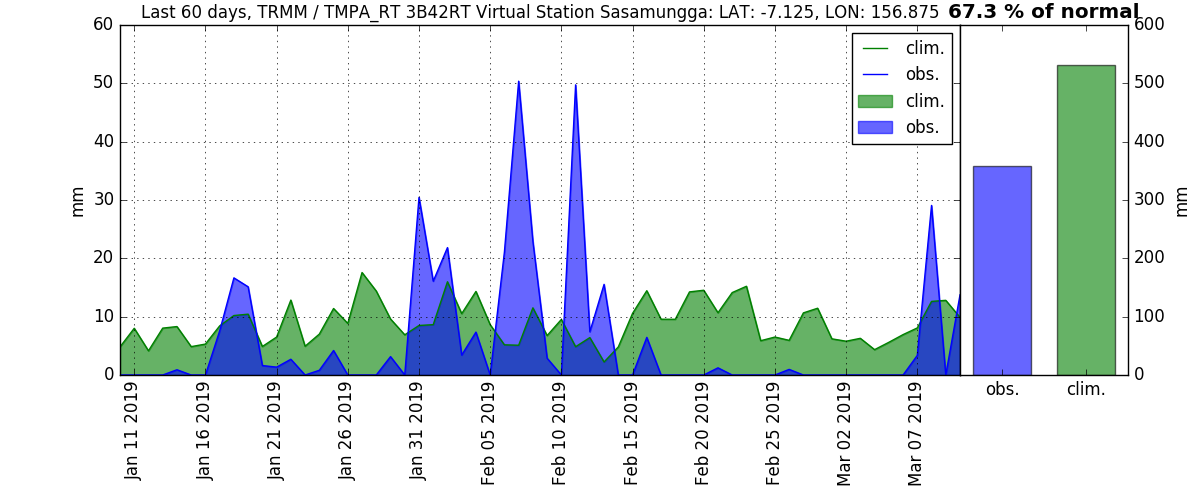 Last 60 days, TRMM / TMPA_RT 3B42RT Virtual Station Sasamungga: LAT: -7.125, LON: 156.875
67.3 % of normal
60
50
40
30
20
10
0
mm
clim.
obs.
clim.
obs.
Jan 11 2019
Jan 16 2019
Jan 21 2019
Jan 26 2019
Jan 31 2019
Feb 05 2019
Feb 10 2019
Feb 15 2019
Feb 20 2019
Feb 25 2019
Mar 02 2019
Mar 07 2019
600
500
400
300
200
100
0
mm
obs.
clim.